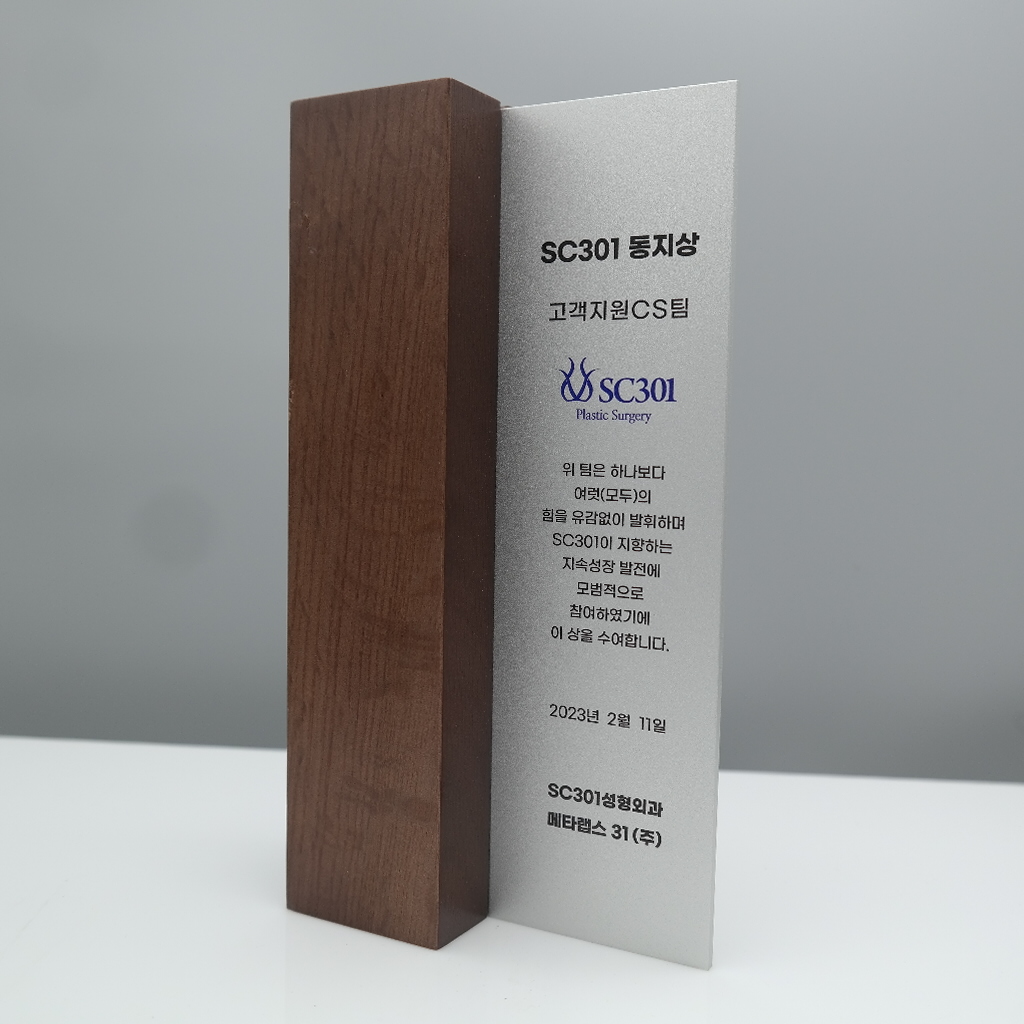 SC301 동지상
고객지원CS팀
SC301
Plastic Surgery
위 팀은 하나보다
여럿(모두)의
힘을 유감없이 발휘하며
SC301이 지향하는
지속성장 발전에
모범적으로
참여하였기에
이 상을 수여합니다.
2023년 2월 11일
SC301성형외과
메타랩스 31(주)